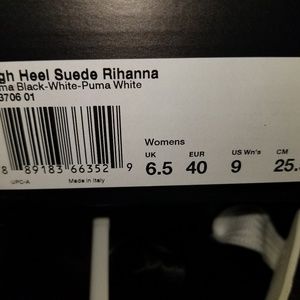 gh Heel Suede Rihanna
ma Black-White-Puma White
3706 01
Womens
UK EUR US Wn's CM
6.5 40 9 25.
8 89183 66352 9
UPC-A Made in Italy